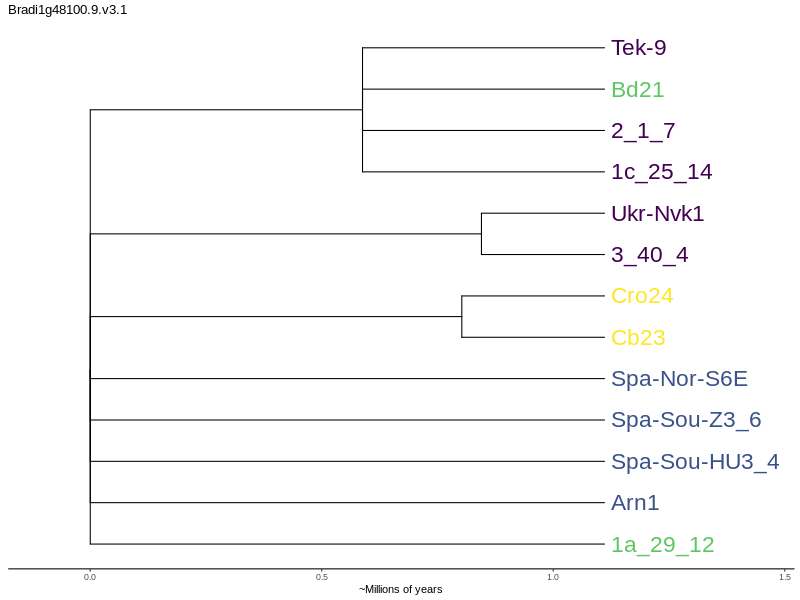 Bradi1g48100.9.v3.1
Tek-9
Bd21
2_1_7
1c_25_14
Ukr-Nvk1
3_40_4
Cro24
Cb23
Spa-Nor-S6E
Spa-Sou-Z3_6
Spa-Sou-HU3_4
Arn1
1a_29_12
0.0 0.5 1.0 1.5
~Millions of years